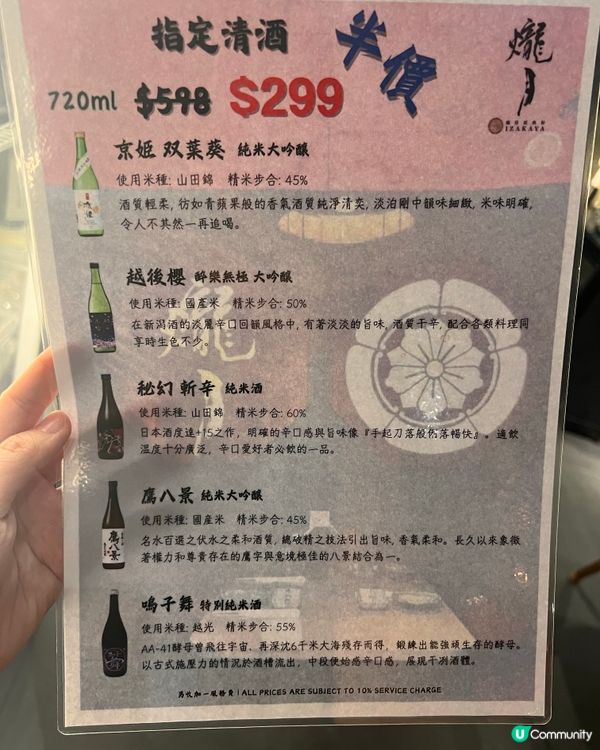 指定清酒
半價
朧月
IZAKAYA
720ml $598 $299
京姫 双葉葵 純米大吟釀
使用米種: 山田錦 精米步合: 45%
酒質輕柔, 彷如青蘋果般的香氣酒質純淨清爽; 淡泊剛中韻味細緻, 米味明確,
令人不其然一再追喝。
越後櫻 醉樂無極 大吟釀
使用米種: 國產米 精米步合: 50%
在新潟酒的淡麗辛口回韻風格中, 有著淡淡的旨味, 酒質干辛, 配合各類料理同
享時生色不少。
秘幻 斬辛 純米酒
使用米種: 山田錦 精米步合: 60%
日本酒度達+15之作，明確的辛口感與旨味像『手起刀落般俐落暢快』。適飲
溫度十分廣泛，辛口愛好者必飲的一品。
鷹八景 純米大吟釀
使用米種: 國產米 精米步合: 45%
名水百選之伏水之柔和酒質, 總破精之技法引出旨味, 香氣柔和。長久以來象徵
著權力和尊貴存在的鷹字與意境極佳的八景結合為一。
鷹八景
鳴子舞 特別純米酒
使用米種: 越光 精米步合: 55%
AA-41酵母曾飛往宇宙、再深沈6千米大海殘存而得，鍛鍊出能強頑生存的酵母。
以古式施壓力的情況於酒槽流出，中段便始感辛口感，展現干冽酒體。
另收加一服務費 | ALL PRICES ARE SUBJECT TO 10% SERVICE CHARGE
U Community